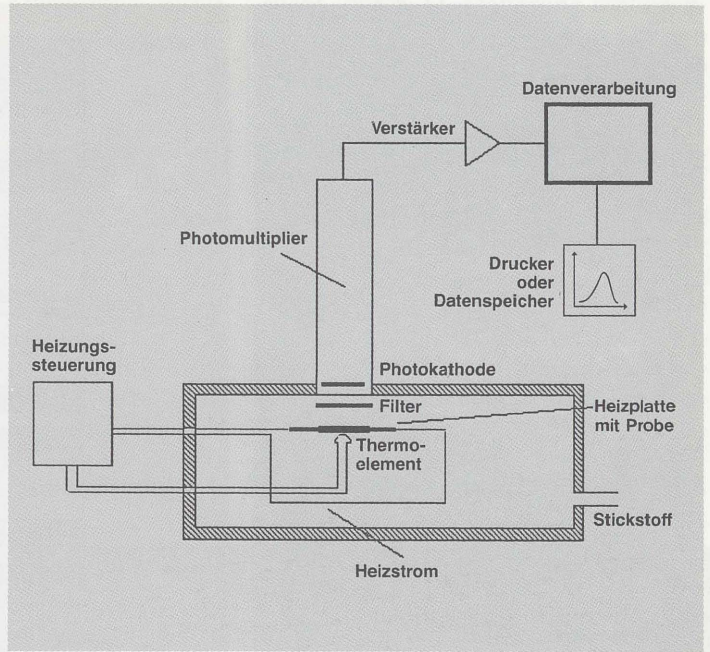 Datenverarbeitung
Verstärker
Photomultiplier
Drucker
oder
Datenspeicher
Heizungs-
steuerung
Photokathode
Filter
Heizplatte
mit Probe
Thermo-
element
Stickstoff
Heizstrom